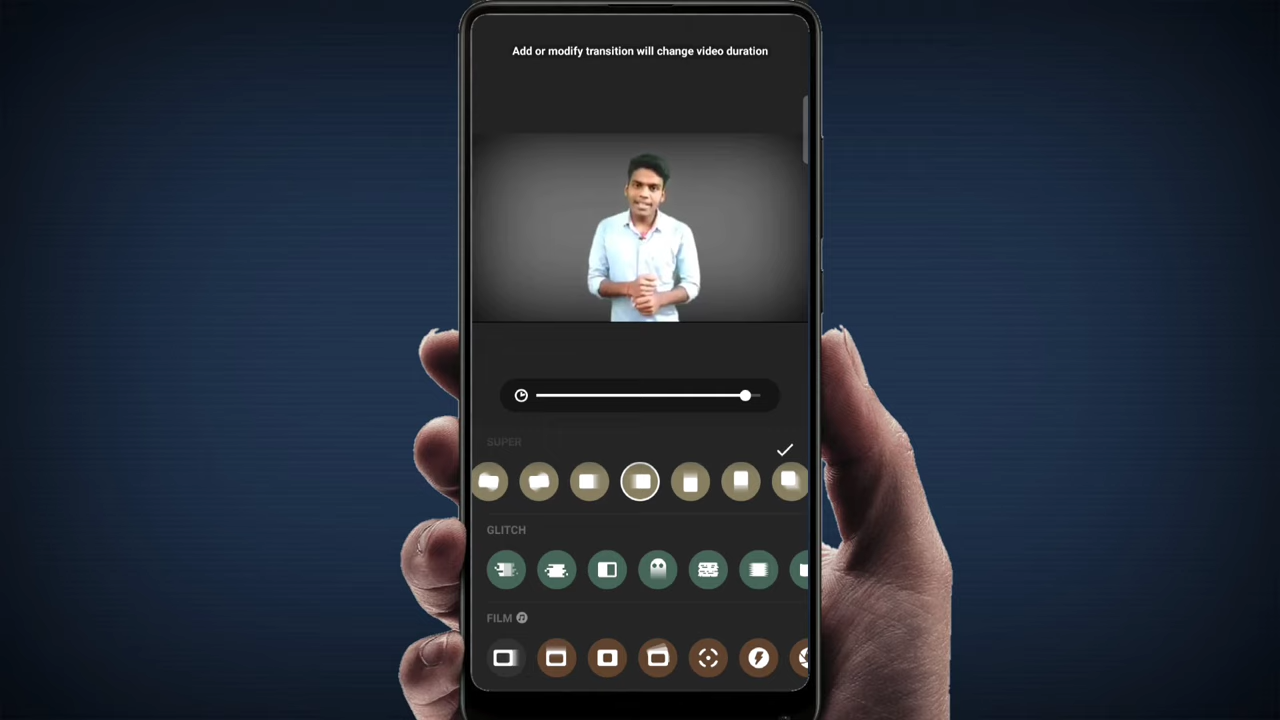 Add or modify transition will change video duration
SUPER
GLITCH
FILM